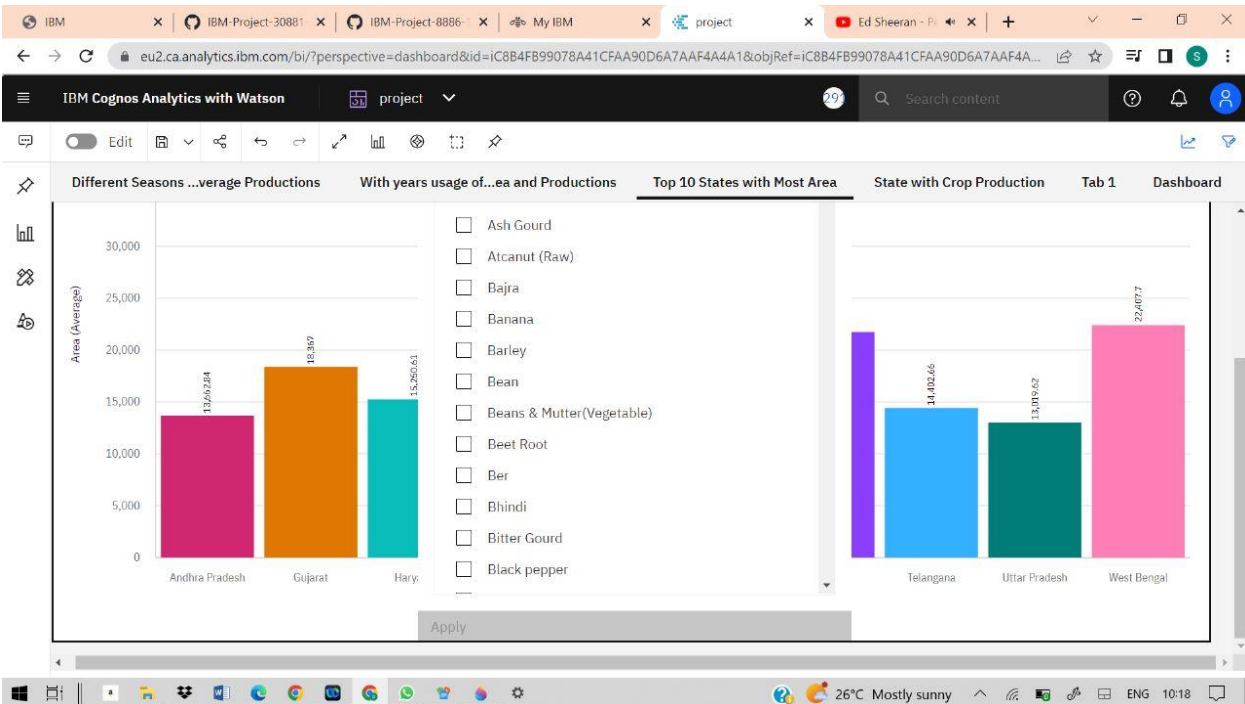 IBM
IBM-Project-30881-
IBM-Project-8886-1
My IBM
project
Ed Sheeran - P
eu2.ca.analytics.ibm.com/bi/?perspective=dashboard&id=iC8B4FB99078A41CFAA90D6A7AAF4A4A1&objRef=iC8B4FB99078A41CFAA90D6A7AAF4A...
S
IBM Cognos Analytics with Watson
project
291
Search content
Edit
Different Seasons ...verage Productions
With years usage of...ea and Productions
Top 10 States with Most Area
State with Crop Production
Tab 1
Dashboard
Area (Average)
30,000
25,000
20,000
15,000
10,000
5,000
0
13,662.84
18,369
15,260.61
Andhra Pradesh
Gujarat
Hary
Ash Gourd
Atcanut (Raw)
Bajra
Banana
Barley
Bean
Beans & Mutter(Vegetable)
Beet Root
Ber
Bhindi
Bitter Gourd
Black pepper
Apply
14,402.66
13,019.62
22,407.7
Telangana
Uttar Pradesh
West Bengal
26°C Mostly sunny
ENG
10:18